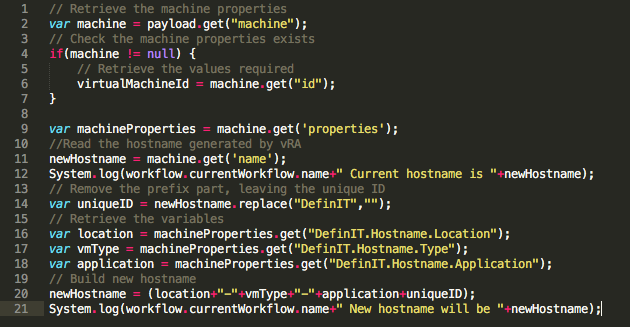 1 // Retrieve the machine properties
2 var machine = payload.get("machine");
3 // Check the machine properties exists
4 if(machine != null) {
5 // Retrieve the values required
6 virtualMachineId = machine.get("id");
7 }
8
9 var machineProperties = machine.get('properties');
10 //Read the hostname generated by vRA
11 newHostname = machine.get('name');
12 System.log(workflow.currentWorkflow.name+" Current hostname is "+newHostname);
13 // Remove the prefix part, leaving the unique ID
14 var uniqueID = newHostname.replace("DefinIT","");
15 // Retrieve the variables
16 var location = machineProperties.get("DefinIT.Hostname.Location");
17 var vmType = machineProperties.get("DefinIT.Hostname.Type");
18 var application = machineProperties.get("DefinIT.Hostname.Application");
19 // Build new hostname
20 newHostname = (location+"-"+vmType+"-"+application+uniqueID);
21 System.log(workflow.currentWorkflow.name+" New hostname will be "+newHostname);